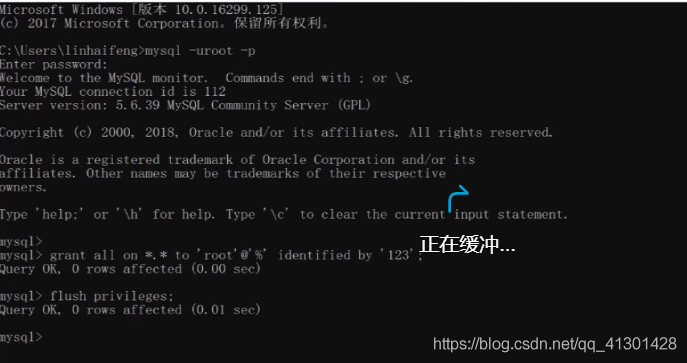 Microsoft Windows [版本 10.0.16299.125]
(c) 2017 Microsoft Corporation。保留所有权利。
C:\Users\linhaifeng>mysql -uroot -p
Enter password:
Welcome to the MySQL monitor.  Commands end with ; or \g.
Your MySQL connection id is 112
Server version: 5.6.39 MySQL Community Server (GPL)
Copyright (c) 2000, 2018, Oracle and/or its affiliates. All rights reserved.
Oracle is a registered trademark of Oracle Corporation and/or its
affiliates. Other names may be trademarks of their respective
owners.
Type 'help;' or '\h' for help. Type '\c' to clear the current input statement.
mysql>
正在缓冲...
mysql> grant all on *.* to 'root'@'%' identified by '123';
Query OK, 0 rows affected (0.00 sec)
mysql> flush privileges;
Query OK, 0 rows affected (0.01 sec)
mysql>
https://blog.csdn.net/qq_41301428